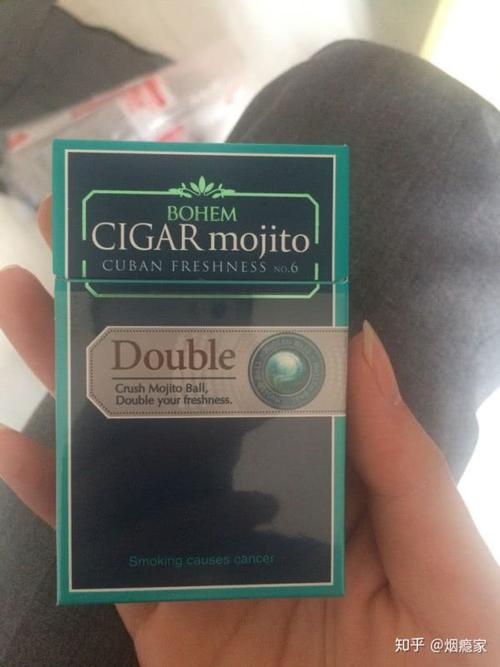 BOHEM
CIGAR mojito
CUBAN FRESHNESS NO.6
Double
Crush Mojito Ball,
Double your freshness.
Smoking causes cancer
知乎 @烟瘾家